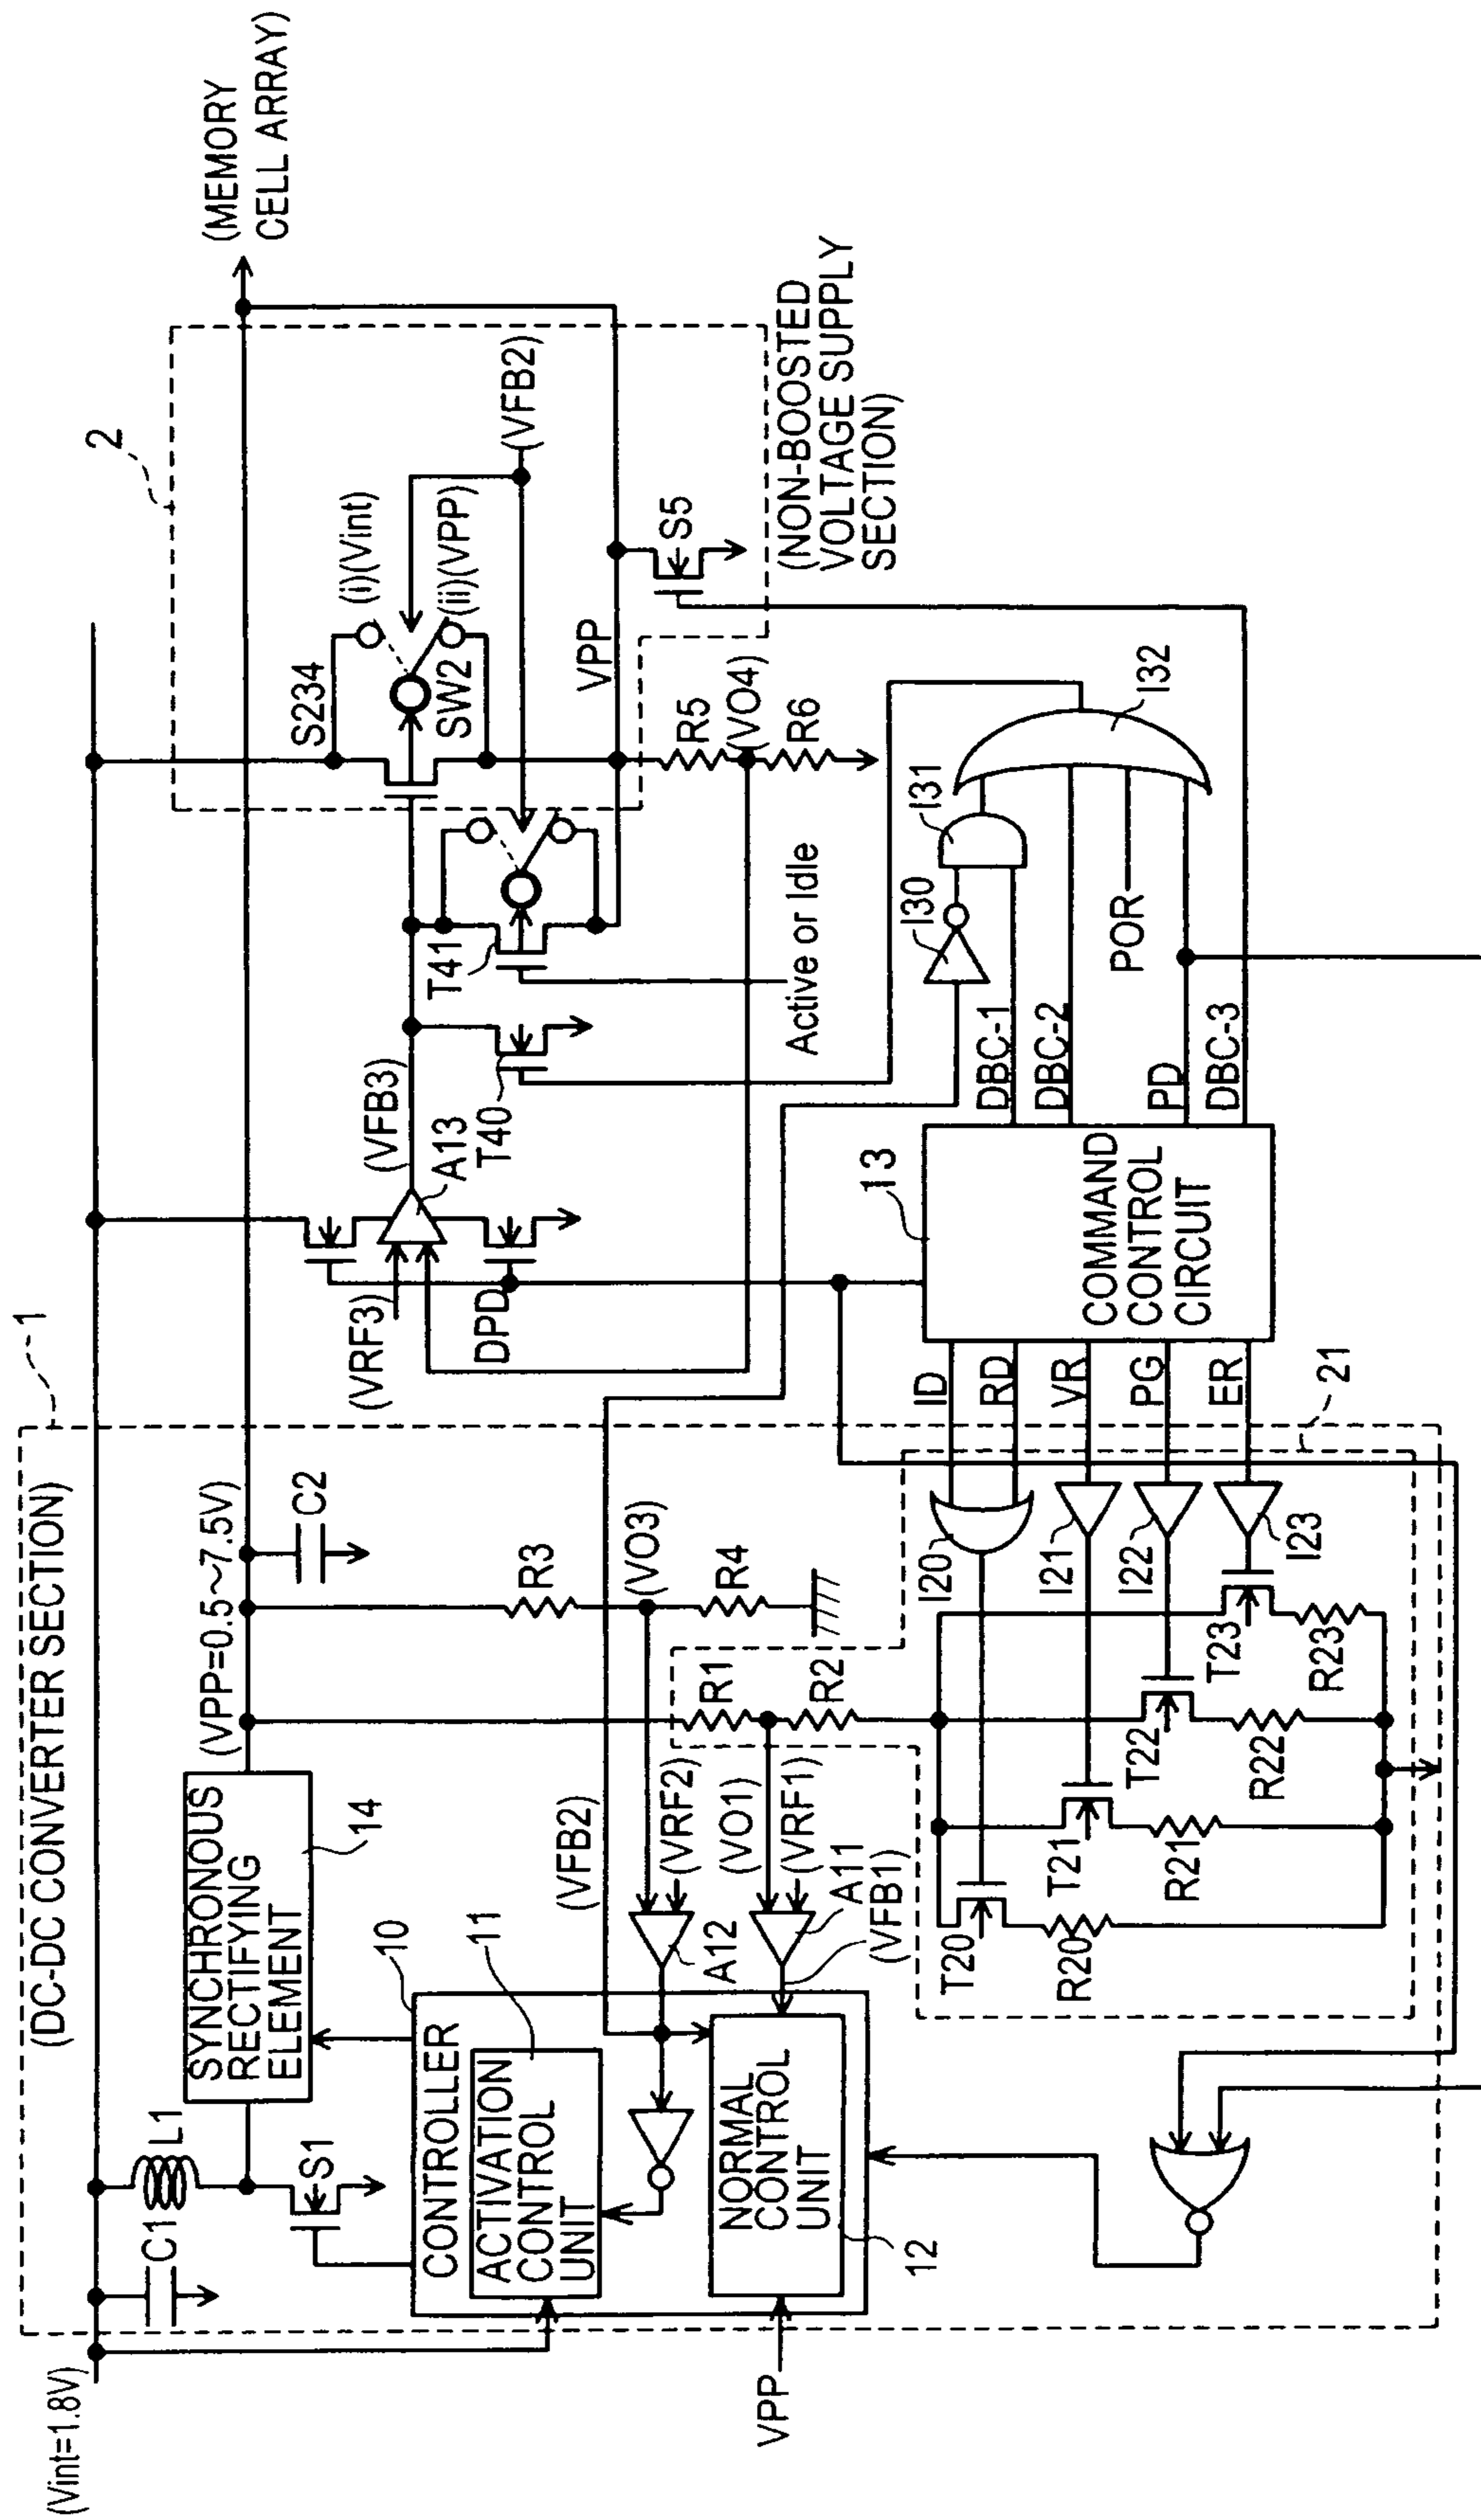 (Vint=1.8V)
(DC-DC CONVERTER SECTION)
1
C1
L1
S1
SYNCHRONOUS
RECTIFYING
ELEMENT
14
(VPP=0.5~7.5V)
C2
2
(MEMORY
CELL ARRAY)
CONTROLLER
10
ACTIVATION
CONTROL
UNIT
11
NORMAL
CONTROL
UNIT
12
VPP
(VFB2)
A12
(VRF2)
(VO1)
(VRF1)
A11
(VFB1)
R3
(VO3)
R4
R1
R2
(VRF3)
DPD
(VFB3)
A13
T40
T41
Active or Idle
S234
SW2
(i)(Vint)
(ii)(VPP)
(VFB2)
VPP
R5
(VO4)
R6
S5
(NON-BOOSTED
VOLTAGE SUPPLY
SECTION)
T20
R20
T21
R21
T22
R22
T23
R23
I20
I21
I22
I23
21
ID
RD
VR
PG
ER
13
COMMAND
CONTROL
CIRCUIT
DBC-1
DBC-2
PD
DBC-3
POR
I30
I31
I32